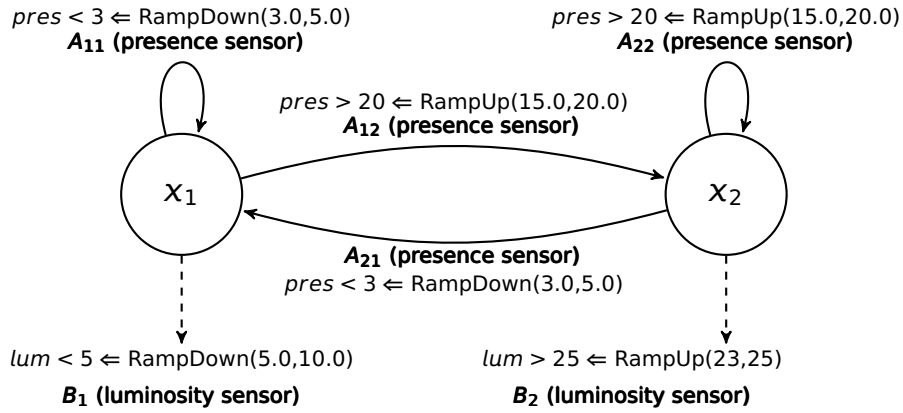 pres < 3 ⇐ RampDown(3.0,5.0)
A11 (presence sensor)
pres > 20 ⇐ RampUp(15.0,20.0)
A22 (presence sensor)
pres > 20 ⇐ RampUp(15.0,20.0)
A12 (presence sensor)
x1
x2
A21 (presence sensor)
pres < 3 ⇐ RampDown(3.0,5.0)
lum < 5 ⇐ RampDown(5.0,10.0)
B1 (luminosity sensor)
lum > 25 ⇐ RampUp(23,25)
B2 (luminosity sensor)